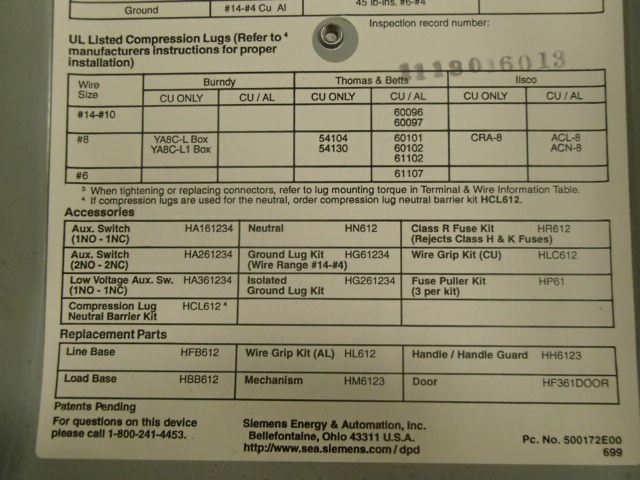 Ground #14-#4 Cu Al 45 lb-ins. #6-#4
Inspection record number:
11130 6013
UL Listed Compression Lugs (Refer to 4
manufacturers instructions for proper
installation)
Wire Size Burndy Thomas & Betts Ilsco
CU ONLY CU / AL CU ONLY CU / AL CU ONLY CU / AL
#14-#10 60096
60097
#8 YA8C-L Box 54104 60101 CRA-8 ACL-8
YA8C-L1 Box 54130 60102 ACN-8
61102
#6 61107
3 When tightening or replacing connectors, refer to lug mounting torque in Terminal & Wire Information Table.
4 If compression lugs are used for the neutral, order compression lug neutral barrier kit HCL612.
Accessories
Aux. Switch HA161234 Neutral HN612 Class R Fuse Kit HR612
(1NO - 1NC) (Rejects Class H & K Fuses)
Aux. Switch HA261234 Ground Lug Kit HG61234 Wire Grip Kit (CU) HLC612
(2NO - 2NC) (Wire Range #14-#4)
Low Voltage Aux. Sw. HA361234 Isolated HG261234 Fuse Puller Kit HP61
(1NO - 1NC) Ground Lug Kit (3 per kit)
Compression Lug HCL612 4
Neutral Barrier Kit
Replacement Parts
Line Base HFB612 Wire Grip Kit (AL) HL612 Handle / Handle Guard HH6123
Load Base HBB612 Mechanism HM6123 Door HF361DOOR
Patents Pending
For questions on this device
please call 1-800-241-4453.
Siemens Energy & Automation, Inc.
Bellefontaine, Ohio 43311 U.S.A.
http://www.sea.siemens.com/dpd
Pc. No. 500172E00
699